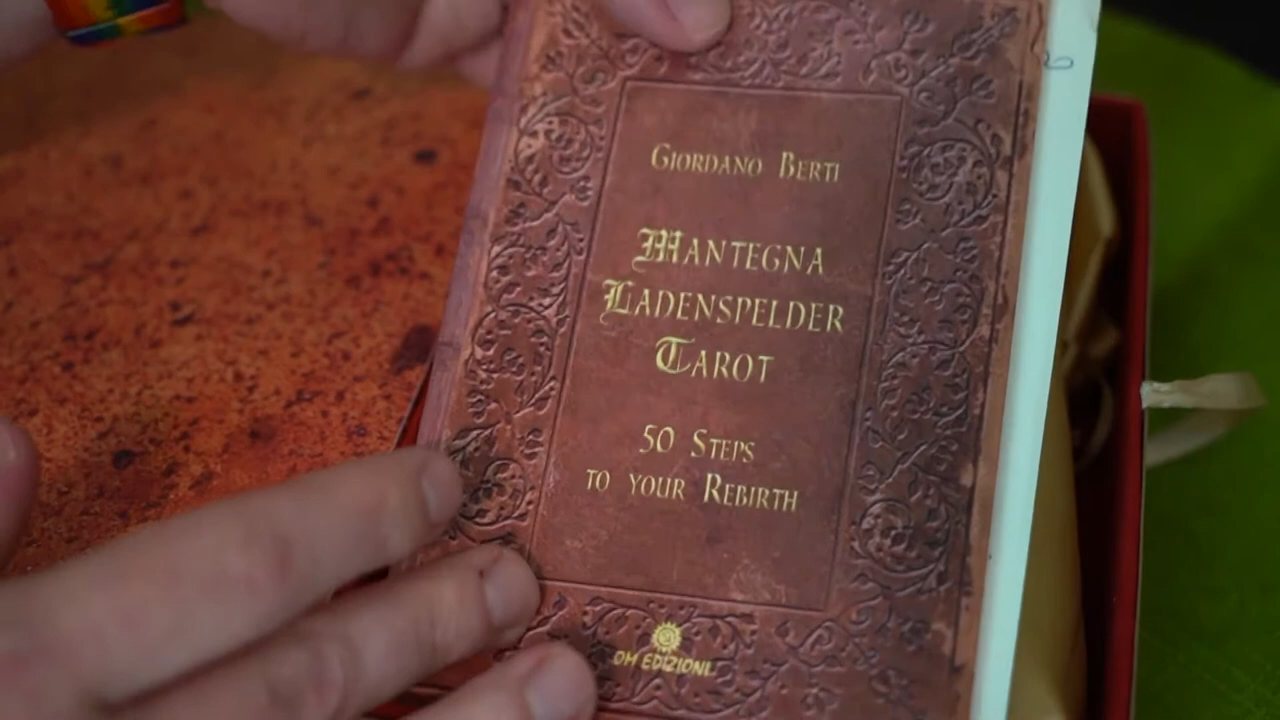 GIORDANO BERTI
MANTEGNA
LADENSPELDER
TAROT
50 STEPS
TO YOUR REBIRTH
OM EDIZIONI